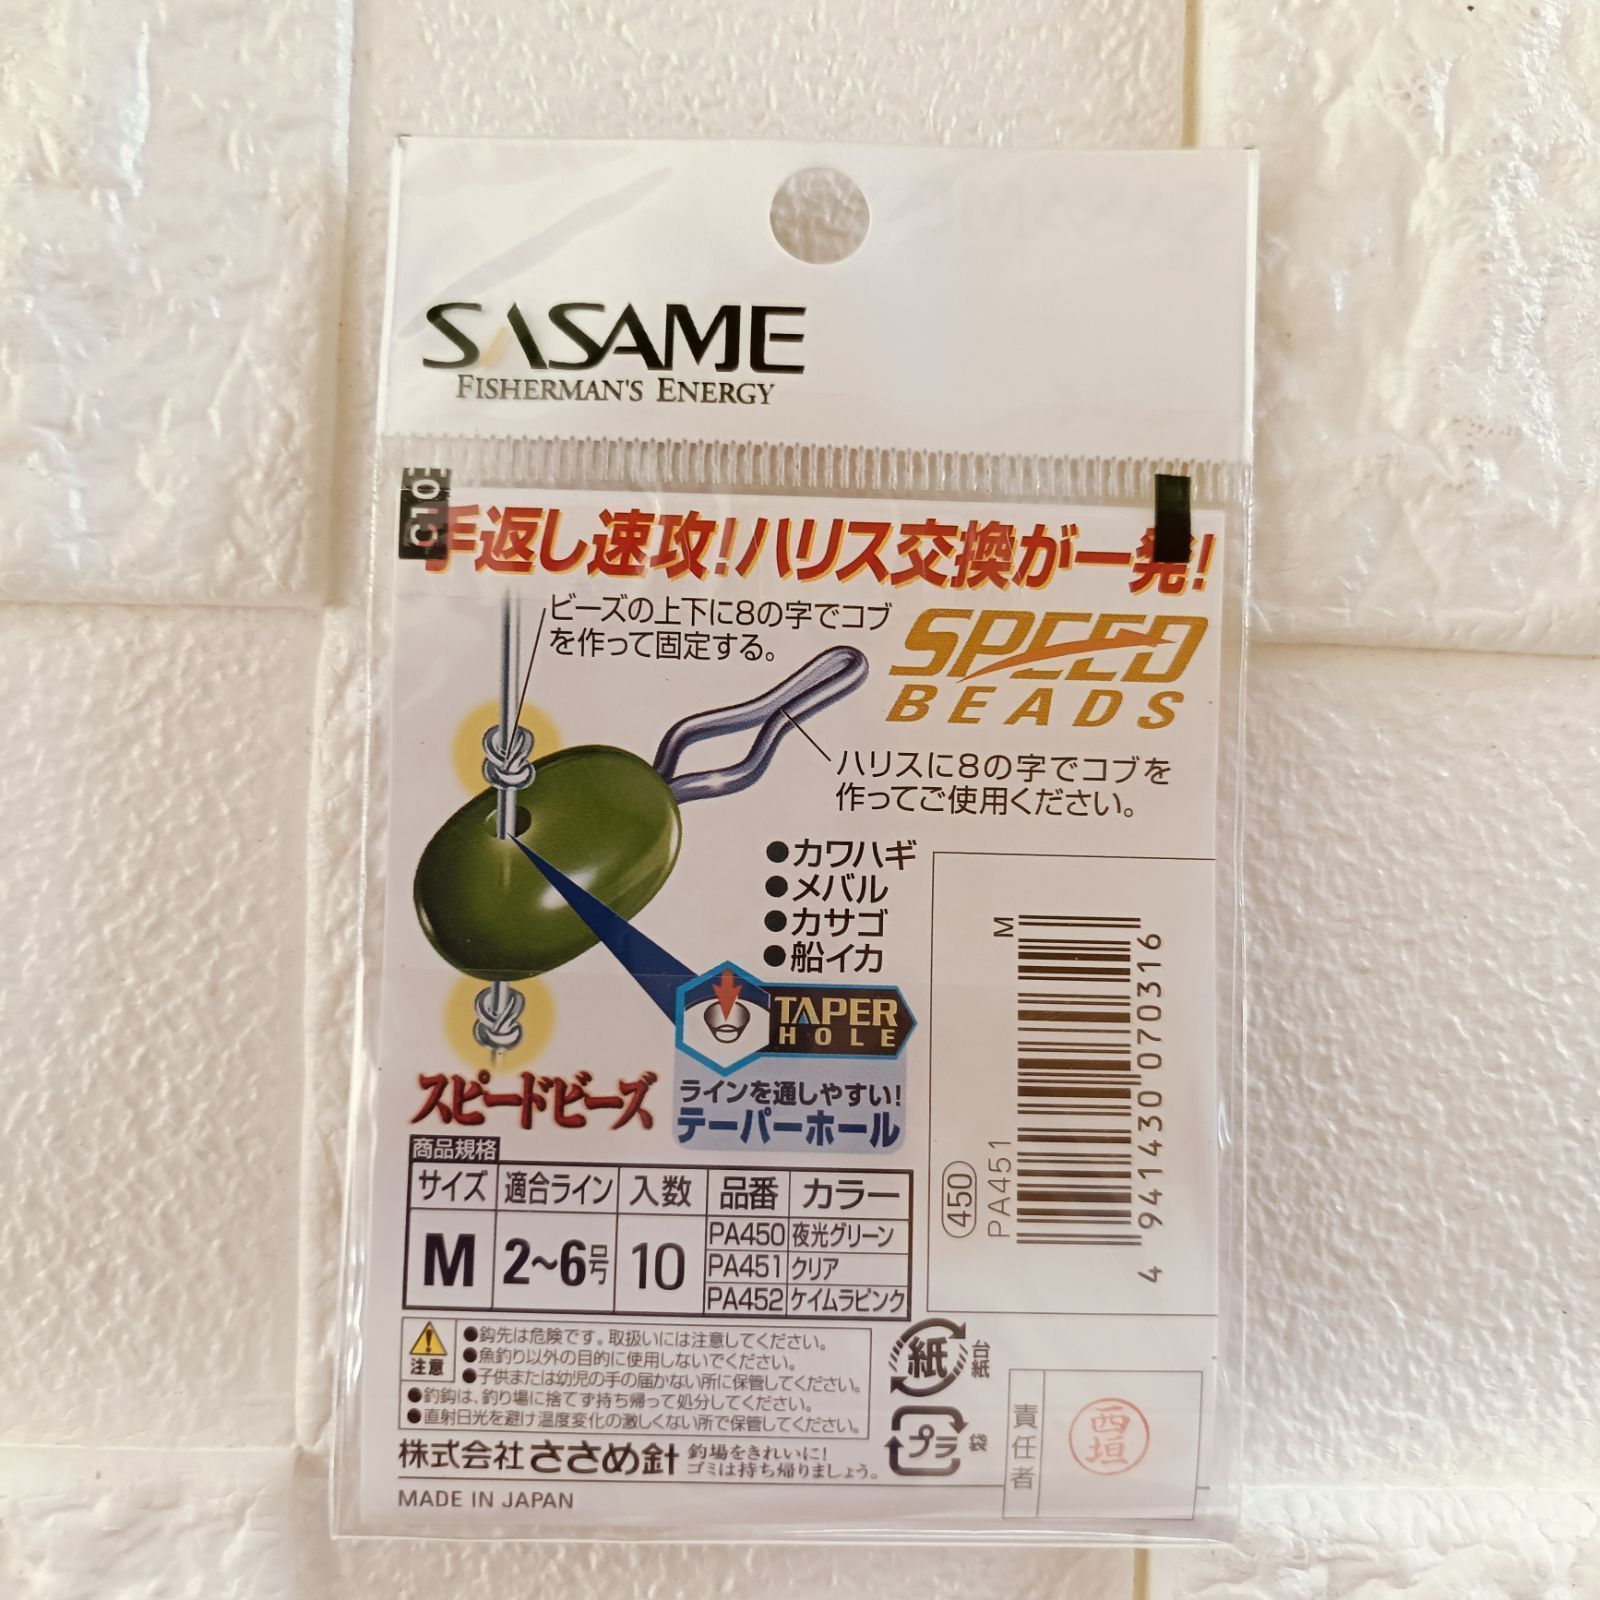 SASAME
FISHERMAN'S ENERGY
C10
手返し速攻!ハリス交換が一発!
ビーズの上下に8の字でコブ
を作って固定する。
SPEED
BEADS
ハリスに8の字でコブを
作ってご使用ください。
●カワハギ
●メバル
●カサゴ
●船イカ
TAPER
HOLE
ラインを通しやすい!
テーパーホール
スピードビーズ
商品規格
サイズ 適合ライン 入数 品番 カラー
M 2~6号 10 PA450 夜光グリーン
PA451 クリア
PA452 ケイムラピンク
M
4941430070316
450 PA451
注意
●鈎先は危険です。取扱いには注意してください。
●魚釣り以外の目的に使用しないでください。
●子供または幼児の手の届かない所に保管してください。
●釣鈎は、釣り場に捨てず持ち帰って処分してください。
●直射日光を避け温度変化の激しくない所で保管してください。
紙 台紙
プラ 袋
株式会社ささめ針 釣場をきれいに!
ゴミは持ち帰りましょう。
MADE IN JAPAN
責任者
西垣